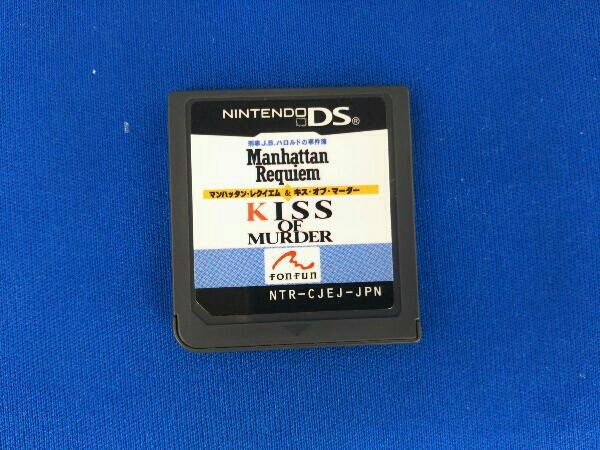 NINTENDO DS®
刑事J.B.ハロルドの事件簿
Manhattan
Requiem
マンハッタン・レクイエム & キス・オブ・マーダー
KISS
OF
MURDER
fonfun
NTR-CJEJ-JPN